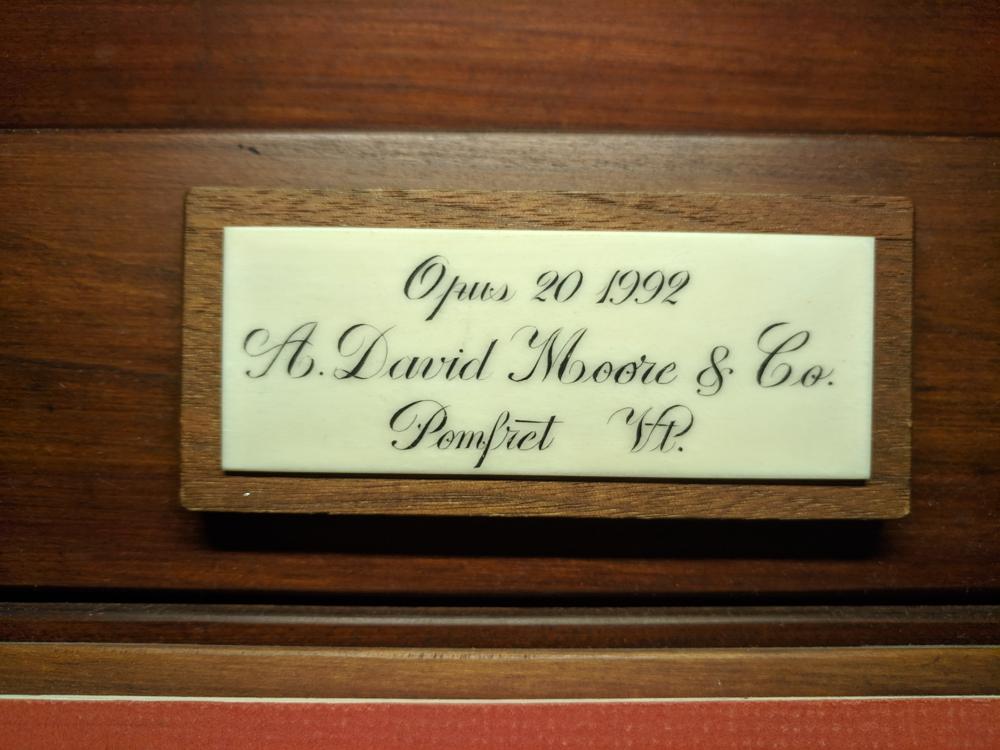 Opus 20 1992
A. David Moore & Co.
Pomfret Vt.